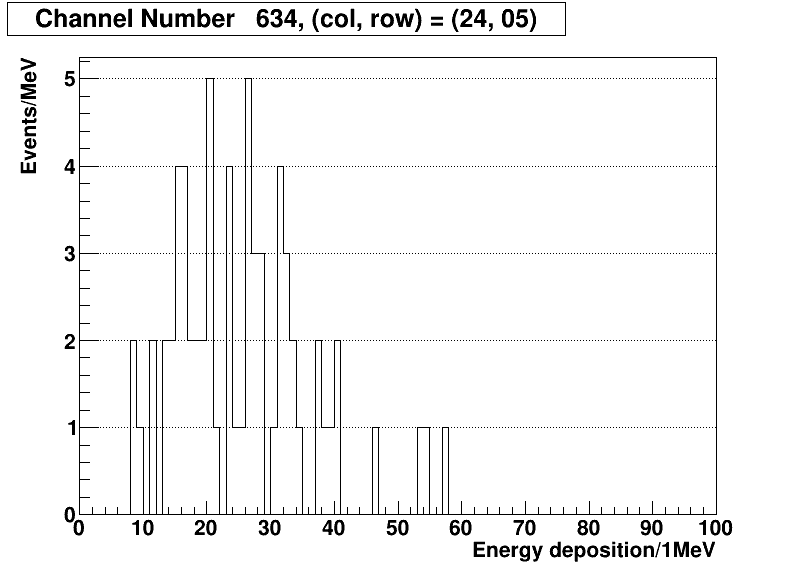 Channel Number 634, (col, row) = (24, 05)
Events/MeV
5
4
3
2
1
0
0 10 20 30 40 50 60 70 80 90 100
Energy deposition/1MeV